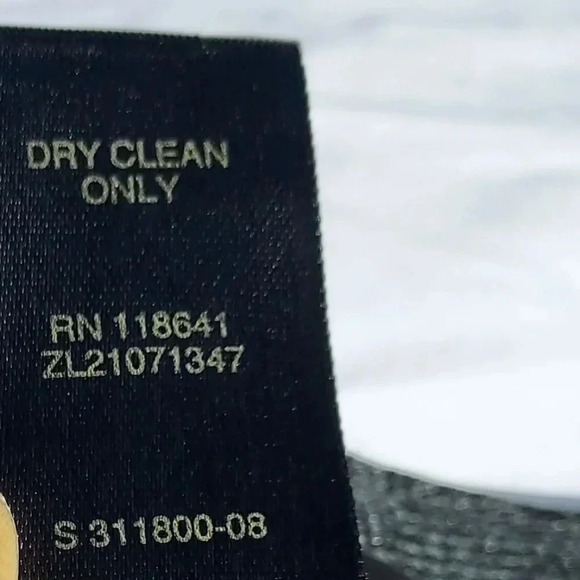 DRY CLEAN
ONLY
RN 118641
ZL21071347
S 311800-08